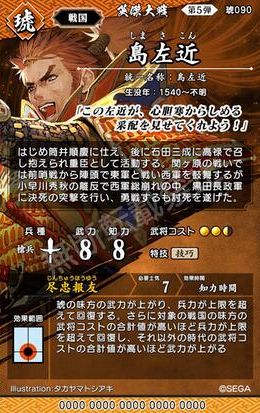 琥
戦国
英傑大戦
第5弾
琥090
しま さこん
島左近
統一名称：島左近
生没年：1540〜不明
「この左近が、心胆寒からしめる
采配を見せてくれよう！」
はじめ筒井順慶に仕え、後に石田三成に高禄で召
し抱えられ重臣として活動する。関ヶ原の戦いで
は前哨戦から陣頭で東軍と戦い西軍を鼓舞するが
小早川秀秋の離反で西軍総崩れの中、黒田長政軍
に決死の突撃を行い、勇戦するも討死を遂げた。
兵種 武力 知力 武将コスト
槍兵 8 8
特技 技巧
じんちゅうほうゆう
尽忠報友
必要士気 7
効果時間 知力時間
効果範囲
琥の味方の武力が上がり、兵力が上限を超
えて回復する。さらに対象の戦国の味方の
武将コストの合計値が高いほど兵力が上限
を超えて回復し、それ以外の時代の武将コ
ストの合計値が高いほど武力が上がる
Illustration：タカヤマトシアキ
©SEGA
0000 0000 0000 0000 0000